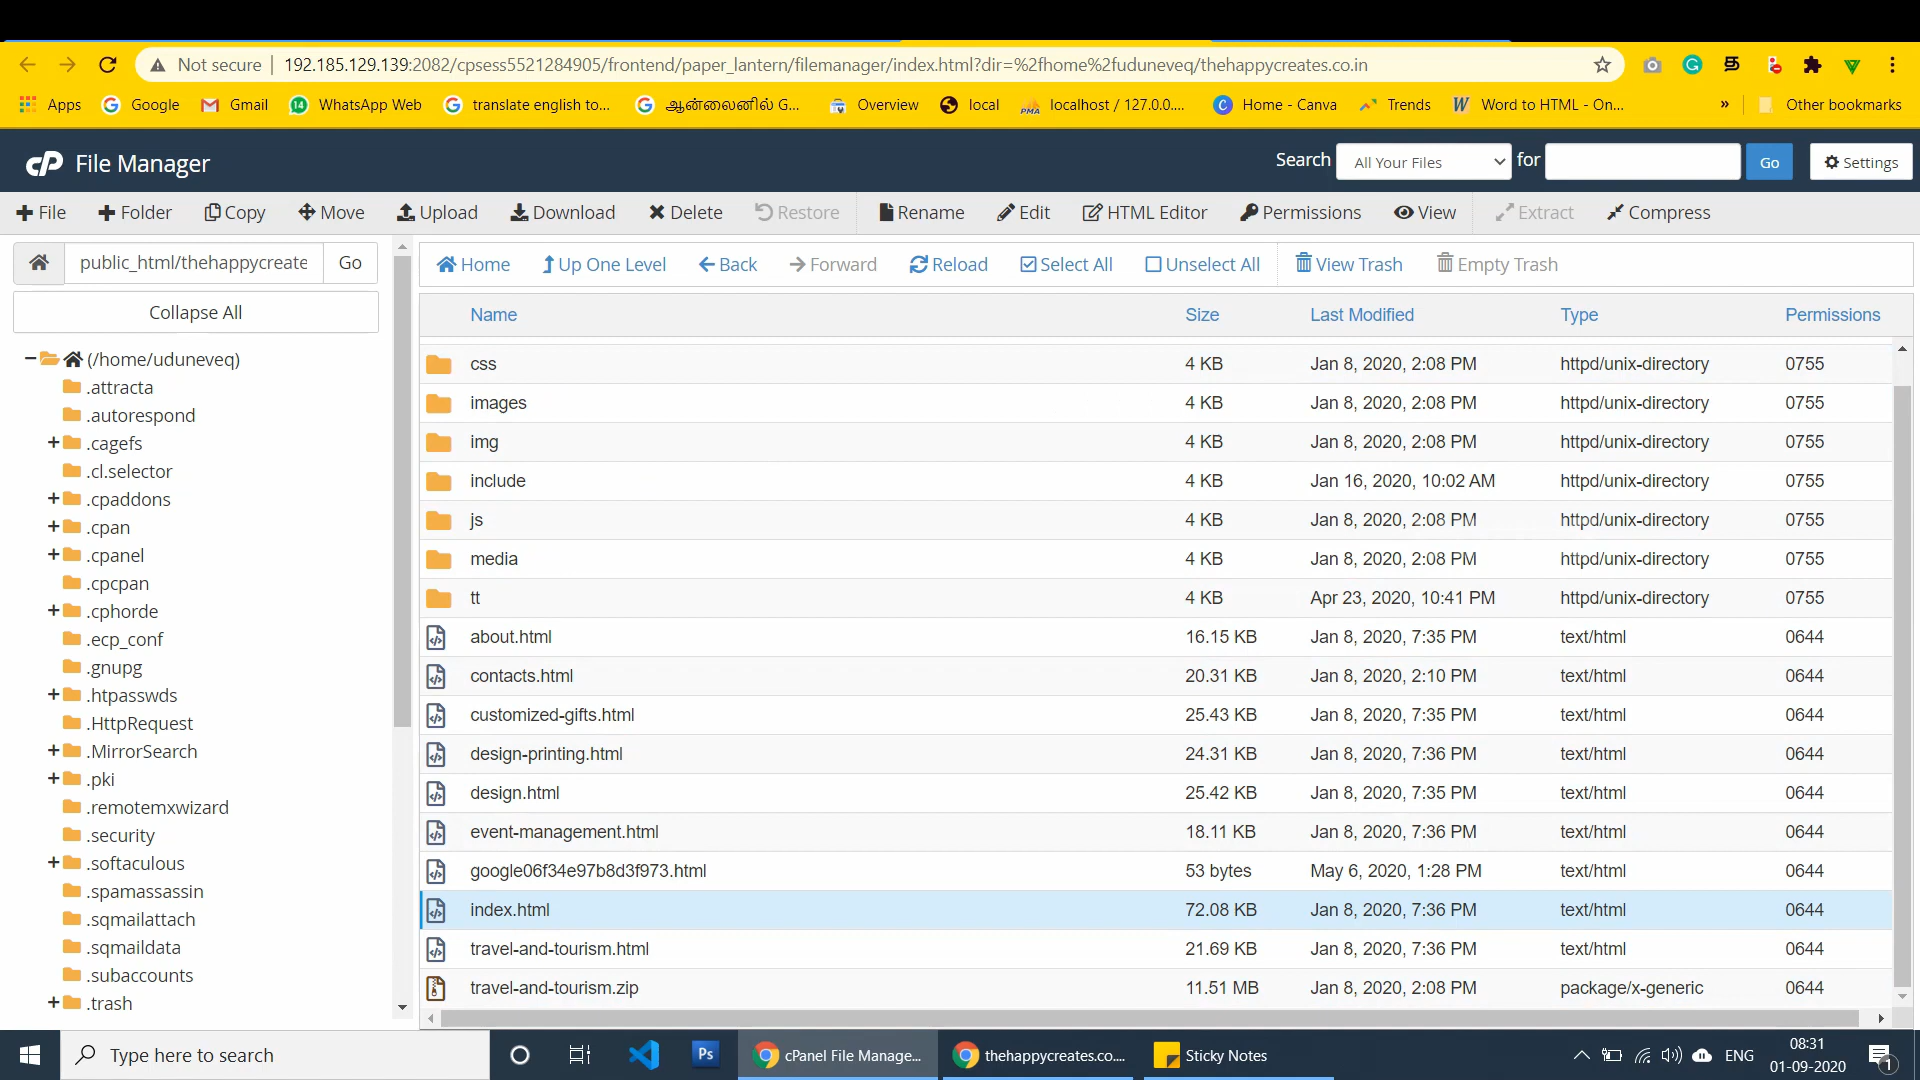 Not secure | 192.185.129.139:2082/cpsess5521284905/frontend/paper_lantern/filemanager/index.html?dir=%2fhome%2fuduneveq/thehappycreates.co.in
Apps Google Gmail 14 WhatsApp Web translate english to... ஆன்லைனில் G... Overview local PMA localhost / 127.0.0.... C Home - Canva Trends W Word to HTML - On... » Other bookmarks
cP File Manager Search All Your Files for Go Settings
File Folder Copy Move Upload Download Delete Restore Rename Edit HTML Editor Permissions View Extract Compress
public_html/thehappycreate Go
Home Up One Level Back Forward Reload Select All Unselect All View Trash Empty Trash
Collapse All
(/home/uduneveq)
.attracta
.autorespond
.cagefs
.cl.selector
.cpaddons
.cpan
.cpanel
.cpcpan
.cphorde
.ecp_conf
.gnupg
.htpasswds
.HttpRequest
.MirrorSearch
.pki
.remotemxwizard
.security
.softaculous
.spamassassin
.sqmailattach
.sqmaildata
.subaccounts
.trash
Name Size Last Modified Type Permissions
css 4 KB Jan 8, 2020, 2:08 PM httpd/unix-directory 0755
images 4 KB Jan 8, 2020, 2:08 PM httpd/unix-directory 0755
img 4 KB Jan 8, 2020, 2:08 PM httpd/unix-directory 0755
include 4 KB Jan 16, 2020, 10:02 AM httpd/unix-directory 0755
js 4 KB Jan 8, 2020, 2:08 PM httpd/unix-directory 0755
media 4 KB Jan 8, 2020, 2:08 PM httpd/unix-directory 0755
tt 4 KB Apr 23, 2020, 10:41 PM httpd/unix-directory 0755
about.html 16.15 KB Jan 8, 2020, 7:35 PM text/html 0644
contacts.html 20.31 KB Jan 8, 2020, 2:10 PM text/html 0644
customized-gifts.html 25.43 KB Jan 8, 2020, 7:35 PM text/html 0644
design-printing.html 24.31 KB Jan 8, 2020, 7:36 PM text/html 0644
design.html 25.42 KB Jan 8, 2020, 7:35 PM text/html 0644
event-management.html 18.11 KB Jan 8, 2020, 7:36 PM text/html 0644
google06f34e97b8d3f973.html 53 bytes May 6, 2020, 1:28 PM text/html 0644
index.html 72.08 KB Jan 8, 2020, 7:36 PM text/html 0644
travel-and-tourism.html 21.69 KB Jan 8, 2020, 7:36 PM text/html 0644
travel-and-tourism.zip 11.51 MB Jan 8, 2020, 2:08 PM package/x-generic 0644
Type here to search Ps cPanel File Manage... thehappycreates.co.... Sticky Notes ENG 08:31
01-09-2020 1